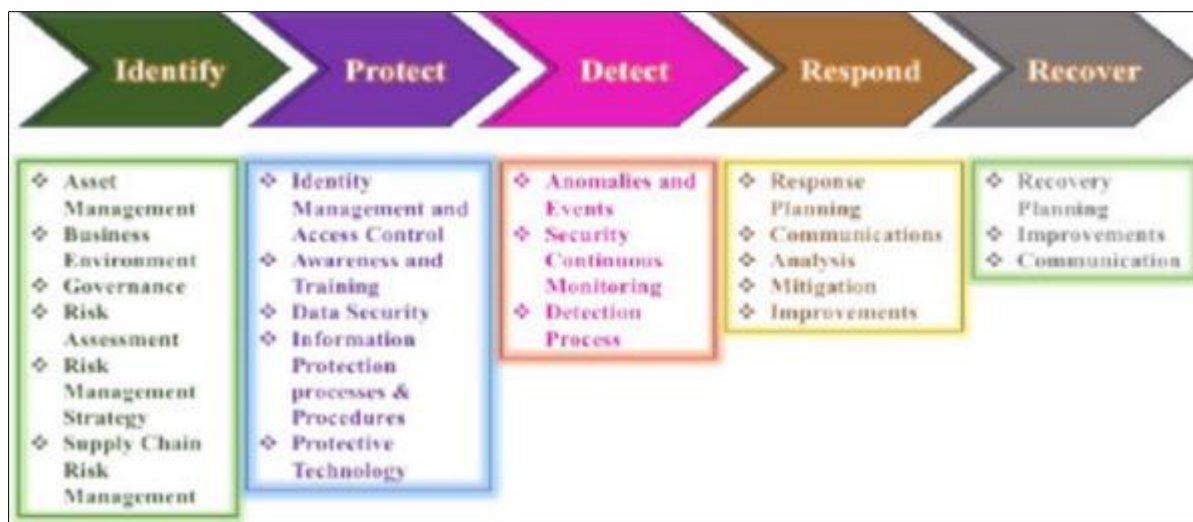 Identify
Protect
Detect
Respond
Recover
❖ Asset
Management
❖ Business
Environment
❖ Governance
❖ Risk
Assessment
❖ Risk
Management
Strategy
❖ Supply Chain
Risk
Management
❖ Identity
Management and
Access Control
❖ Awareness and
Training
❖ Data Security
❖ Information
Protection
processes &
Procedures
❖ Protective
Technology
❖ Anomalies and
Events
❖ Security
Continuous
Monitoring
❖ Detection
Process
❖ Response
Planning
❖ Communications
❖ Analysis
❖ Mitigation
❖ Improvements
❖ Recovery
Planning
❖ Improvements
❖ Communication